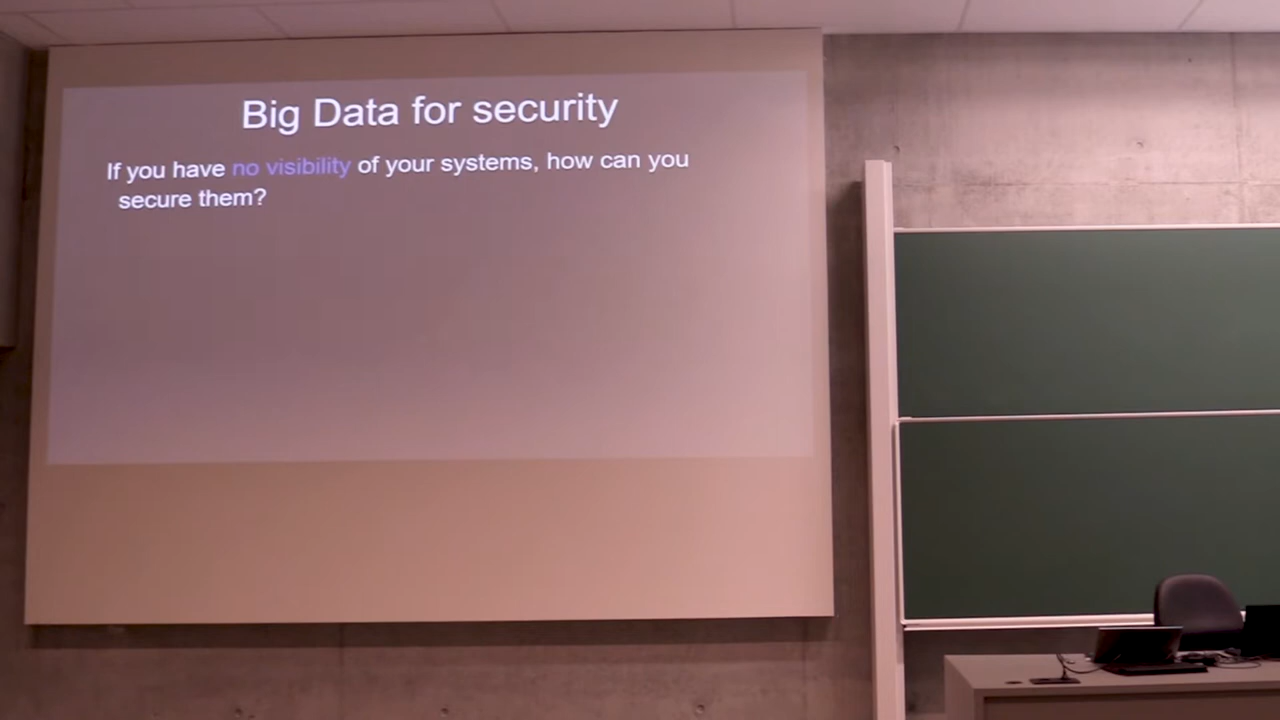 Big Data for security
If you have no visibility of your systems, how can you
secure them?